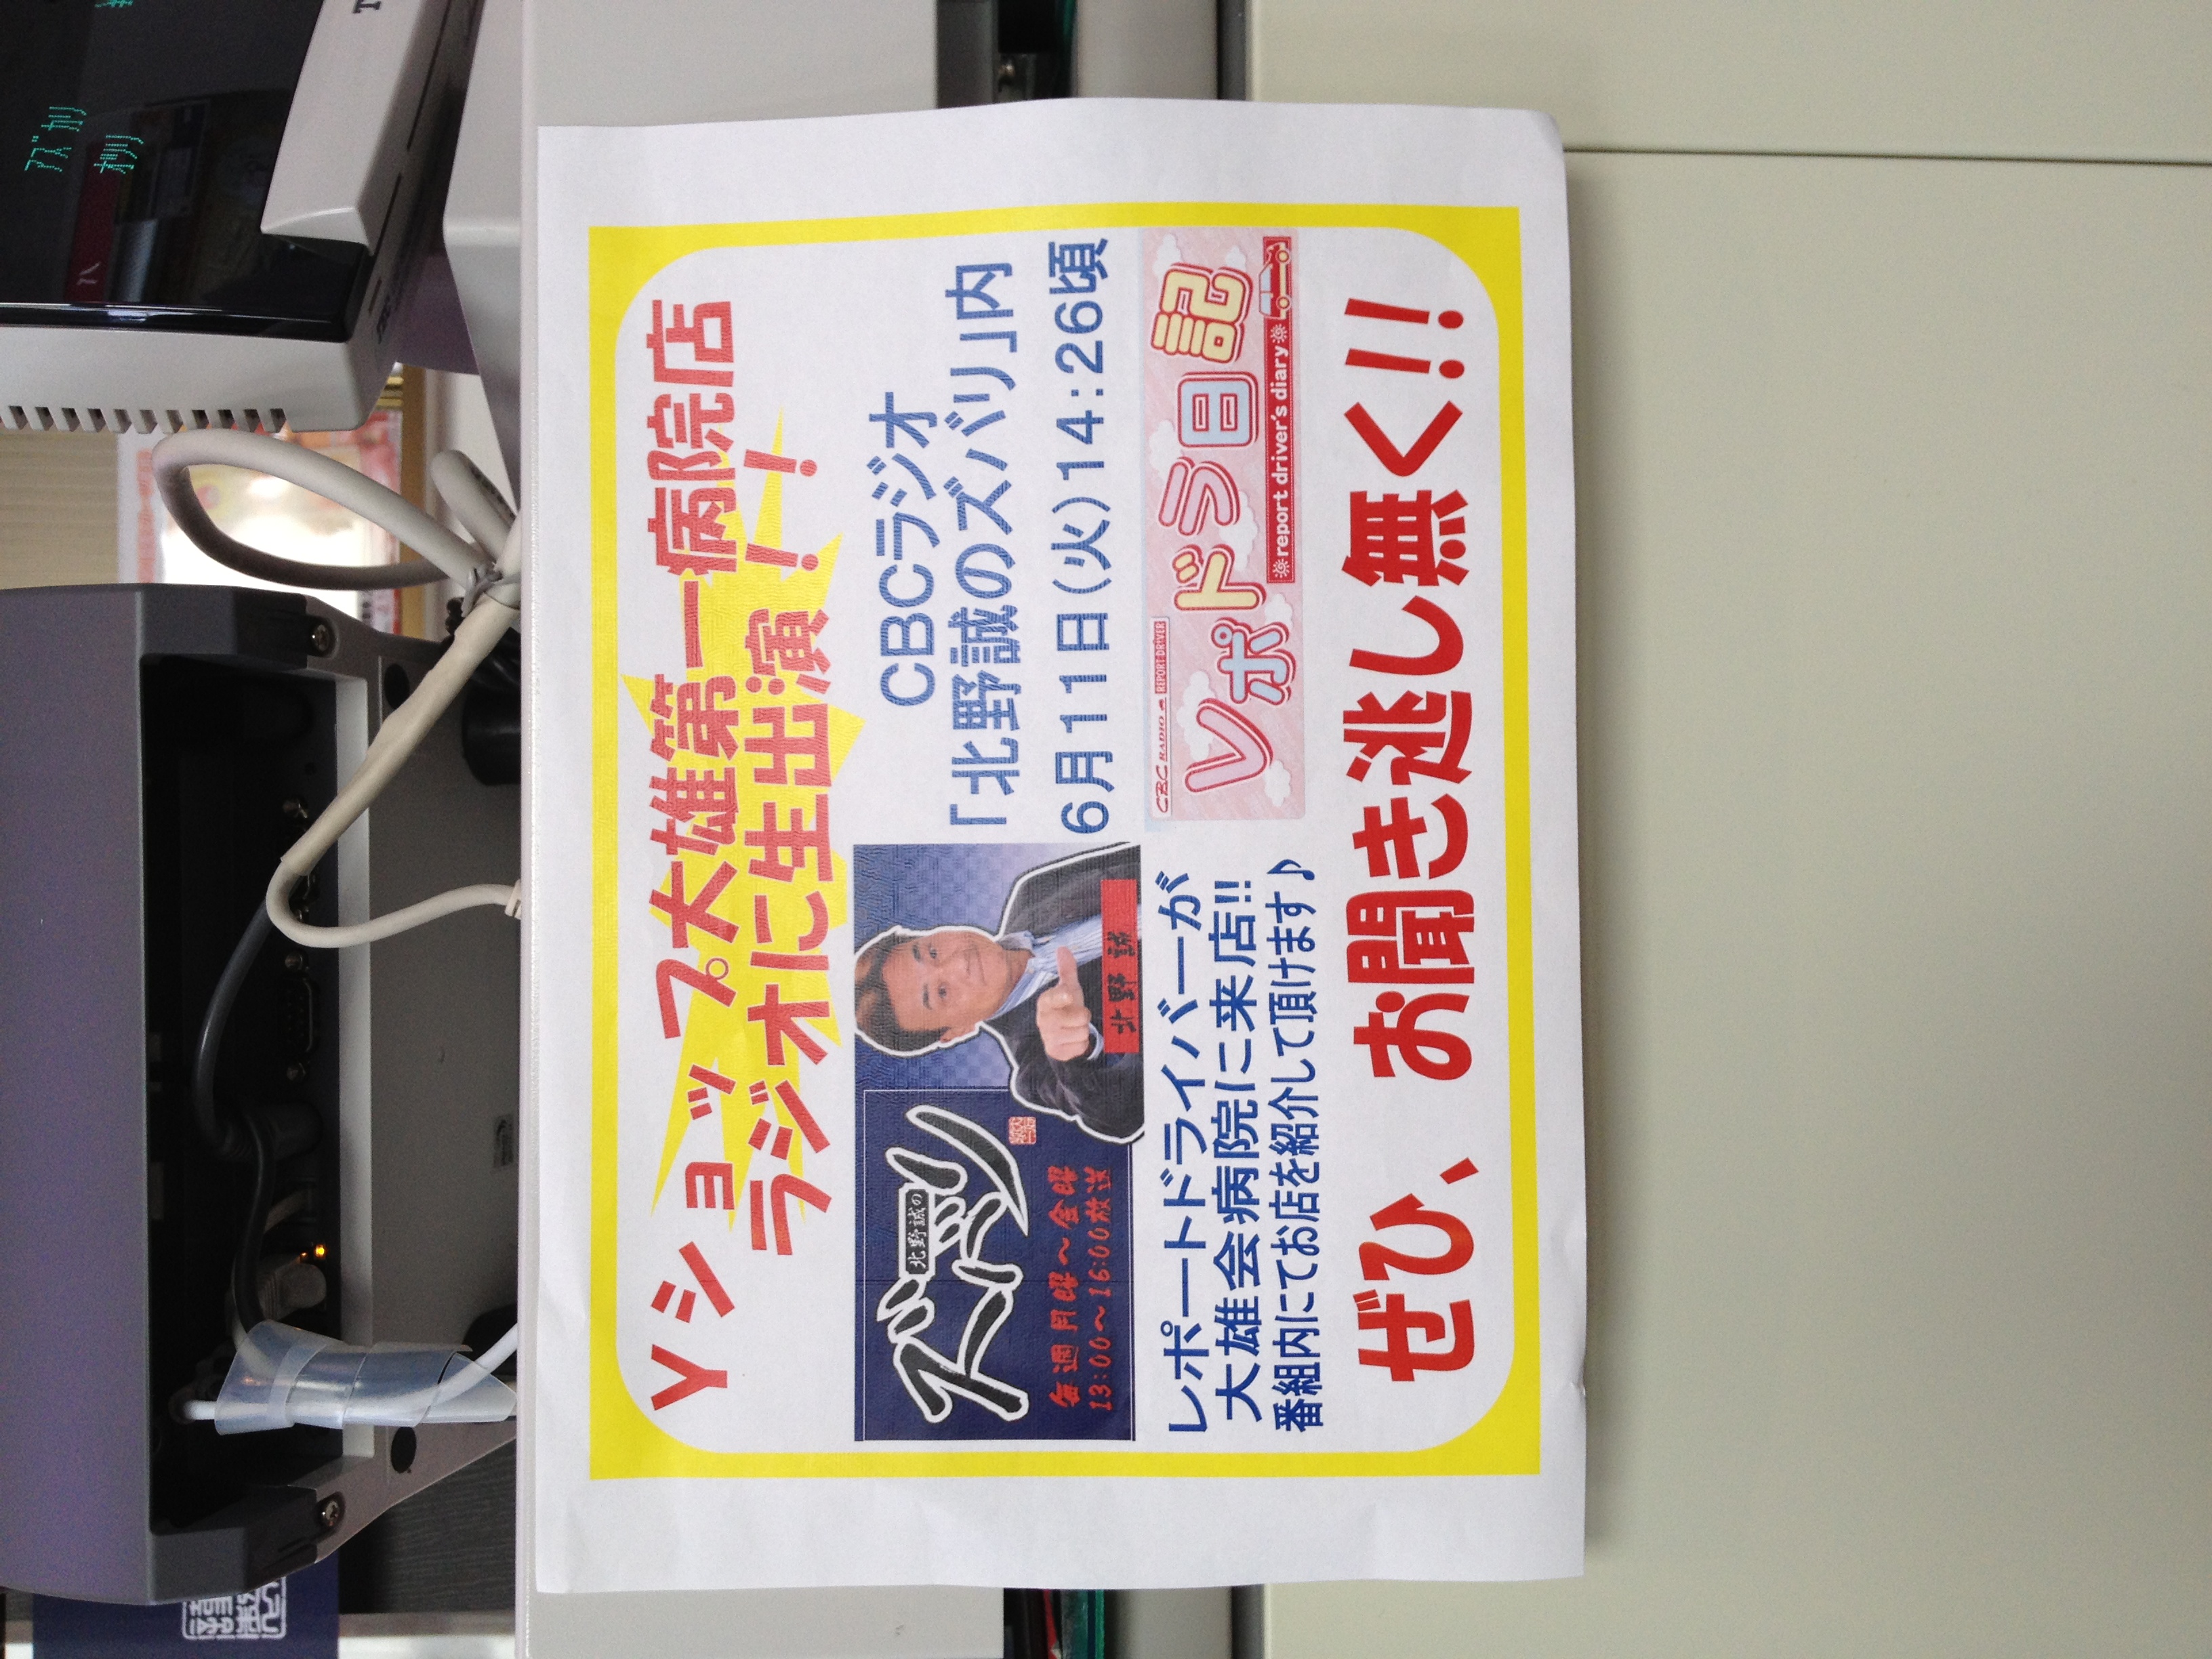 Yショップ大雄第一病院店
ラジオに生出演！！
北野誠の
ズバリ
毎週月曜～金曜
13:00～16:00放送
北野 誠
CBCラジオ
「北野誠のズバリ」内
6月11日(火)14:26頃
レポートドライバーが
大雄会病院に来店!!
番組内にてお店を紹介して頂けます♪
CBC RADIO REPORT DRIVER
レポドラ日記
report driver's diary
ぜひ、お聞き逃し無く!!
アズカリ